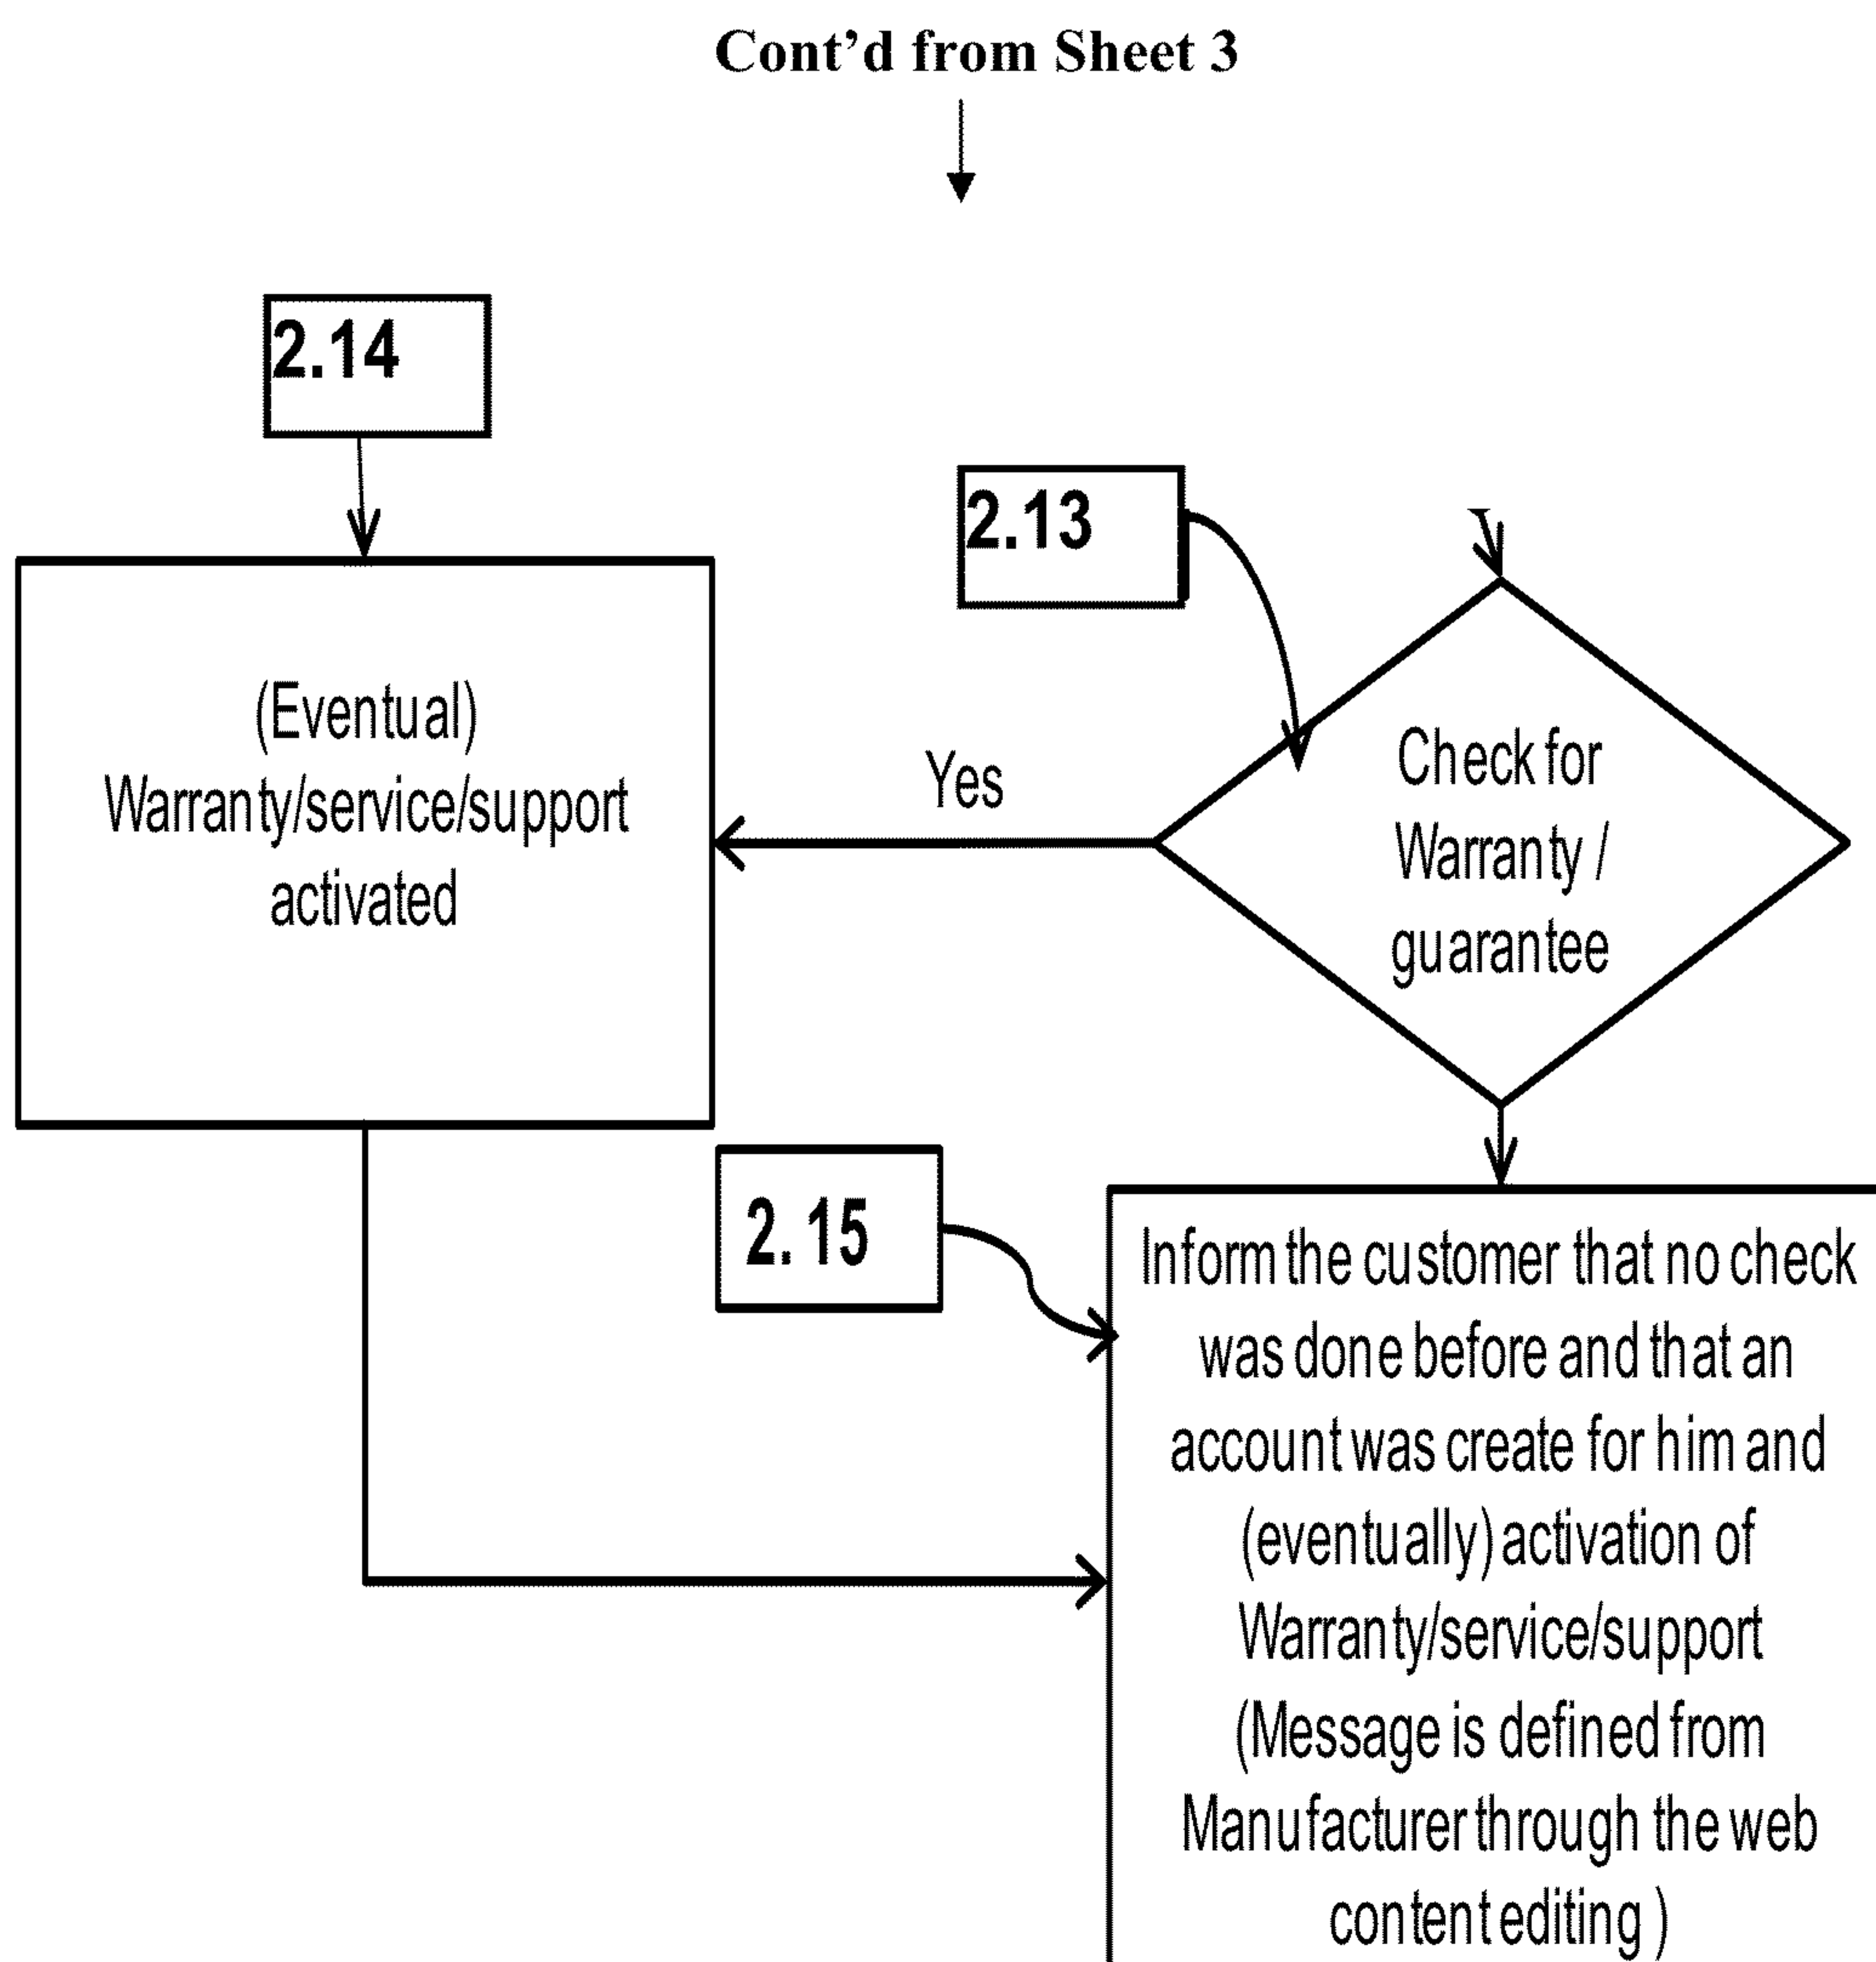 Cont’d from Sheet 3
2.14
2.13
(Eventual)
Warranty/service/support
activated
Yes
Check for
Warranty /
guarantee
2. 15
Inform the customer that no check
was done before and that an
account was create for him and
(eventually) activation of
Warranty/service/support
(Message is defined from
Manufacturer through the web
content editing )